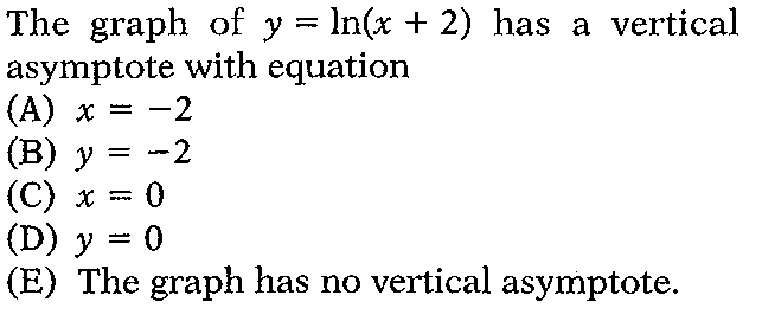 The graph of y = ln(x + 2) has a vertical
asymptote with equation
(A) x = −2
(B) y = −2
(C) x = 0
(D) y = 0
(E) The graph has no vertical asymptote.